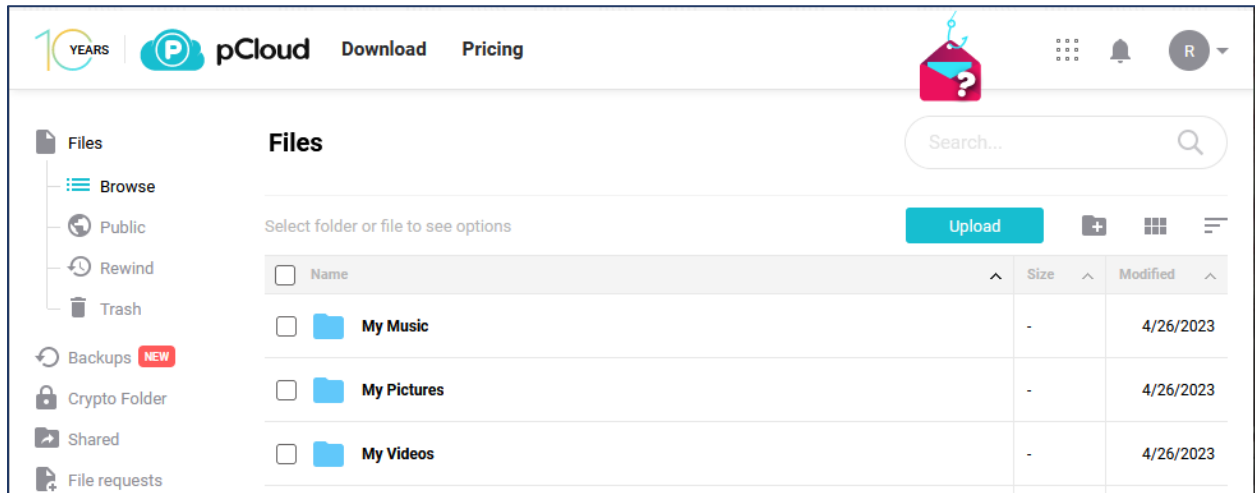 10 YEARS pCloud Download Pricing R
Files
Browse
Public
Rewind
Trash
Backups NEW
Crypto Folder
Shared
File requests
Files
Search...
Select folder or file to see options
Upload
Name Size Modified
My Music - 4/26/2023
My Pictures - 4/26/2023
My Videos - 4/26/2023